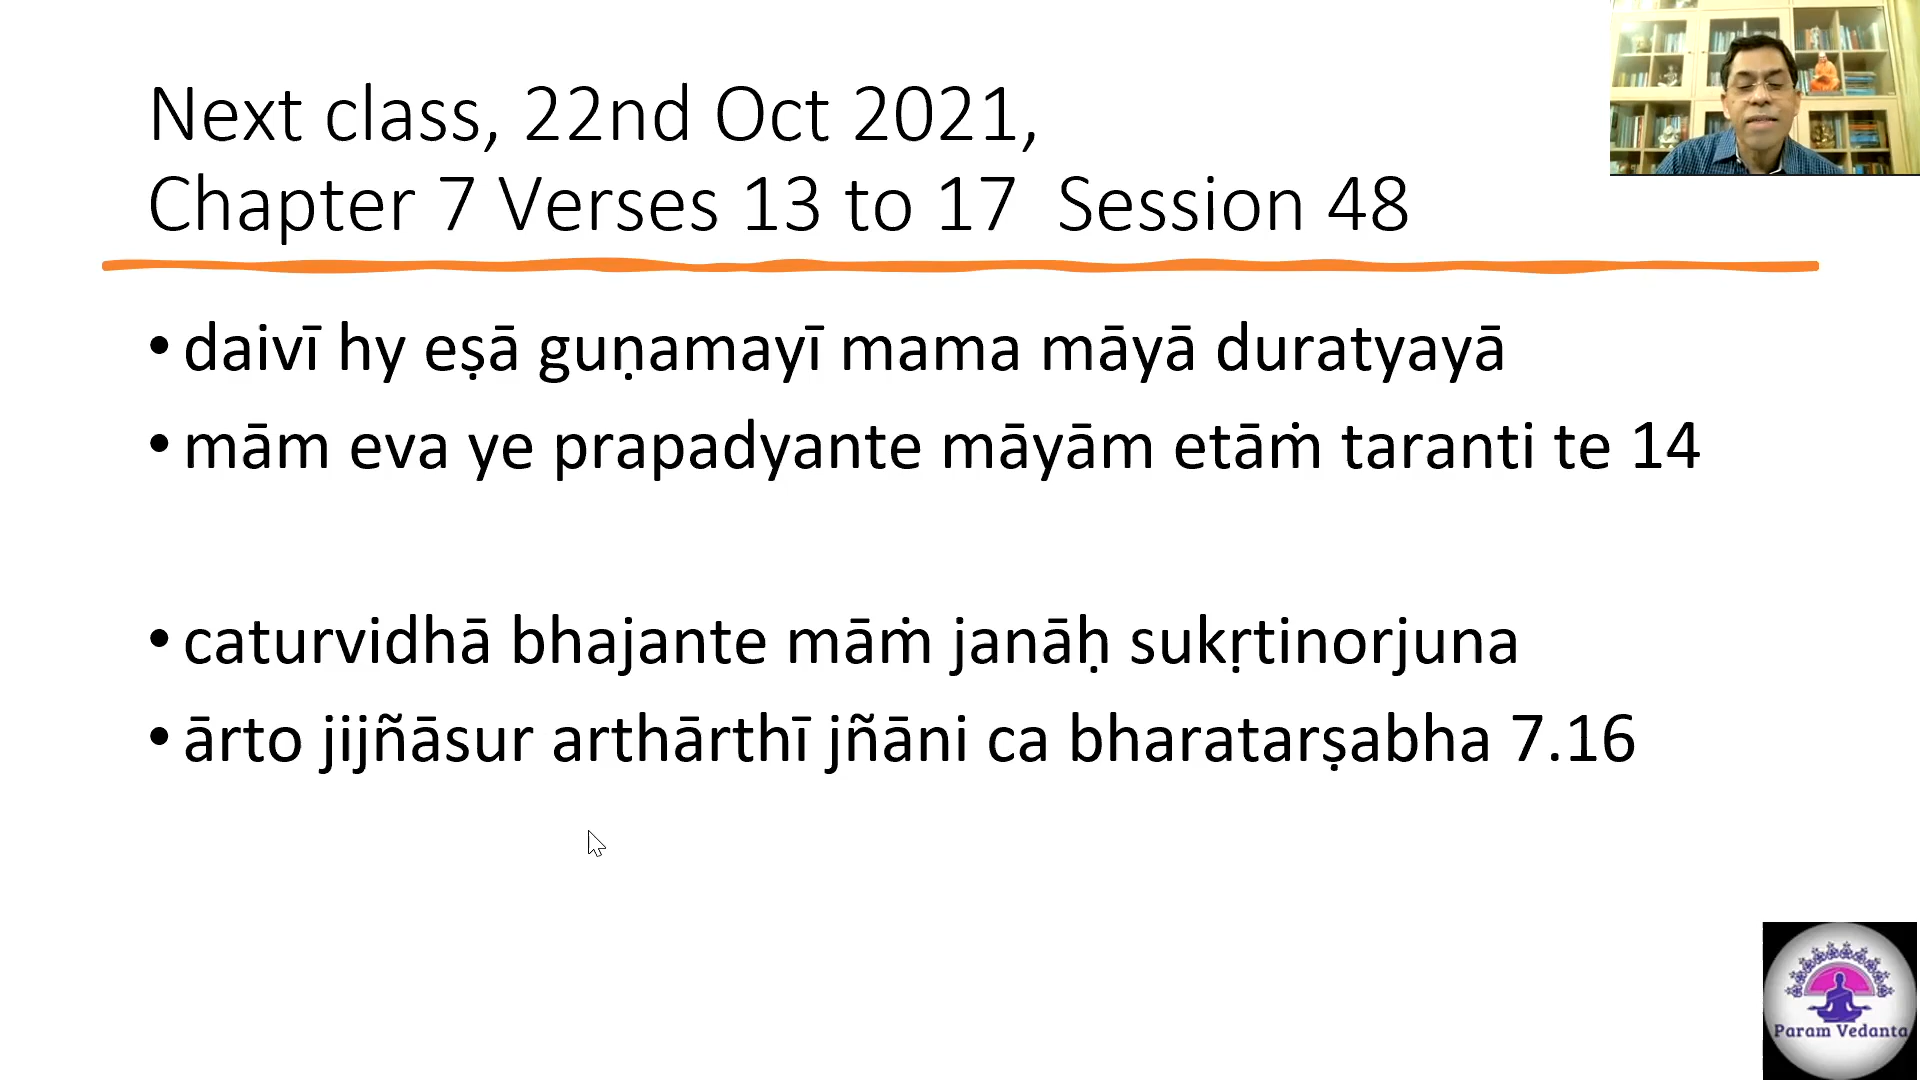 Next class, 22nd Oct 2021,
Chapter 7 Verses 13 to 17 Session 48
• daivī hy eṣā guṇamayī mama māyā duratyayā
• mām eva ye prapadyante māyām etāṁ taranti te 14
• caturvidhā bhajante māṁ janāḥ sukṛtinorjuna
• ārto jijñāsur arthārthī jñāni ca bharatarṣabha 7.16
Param Vedanta